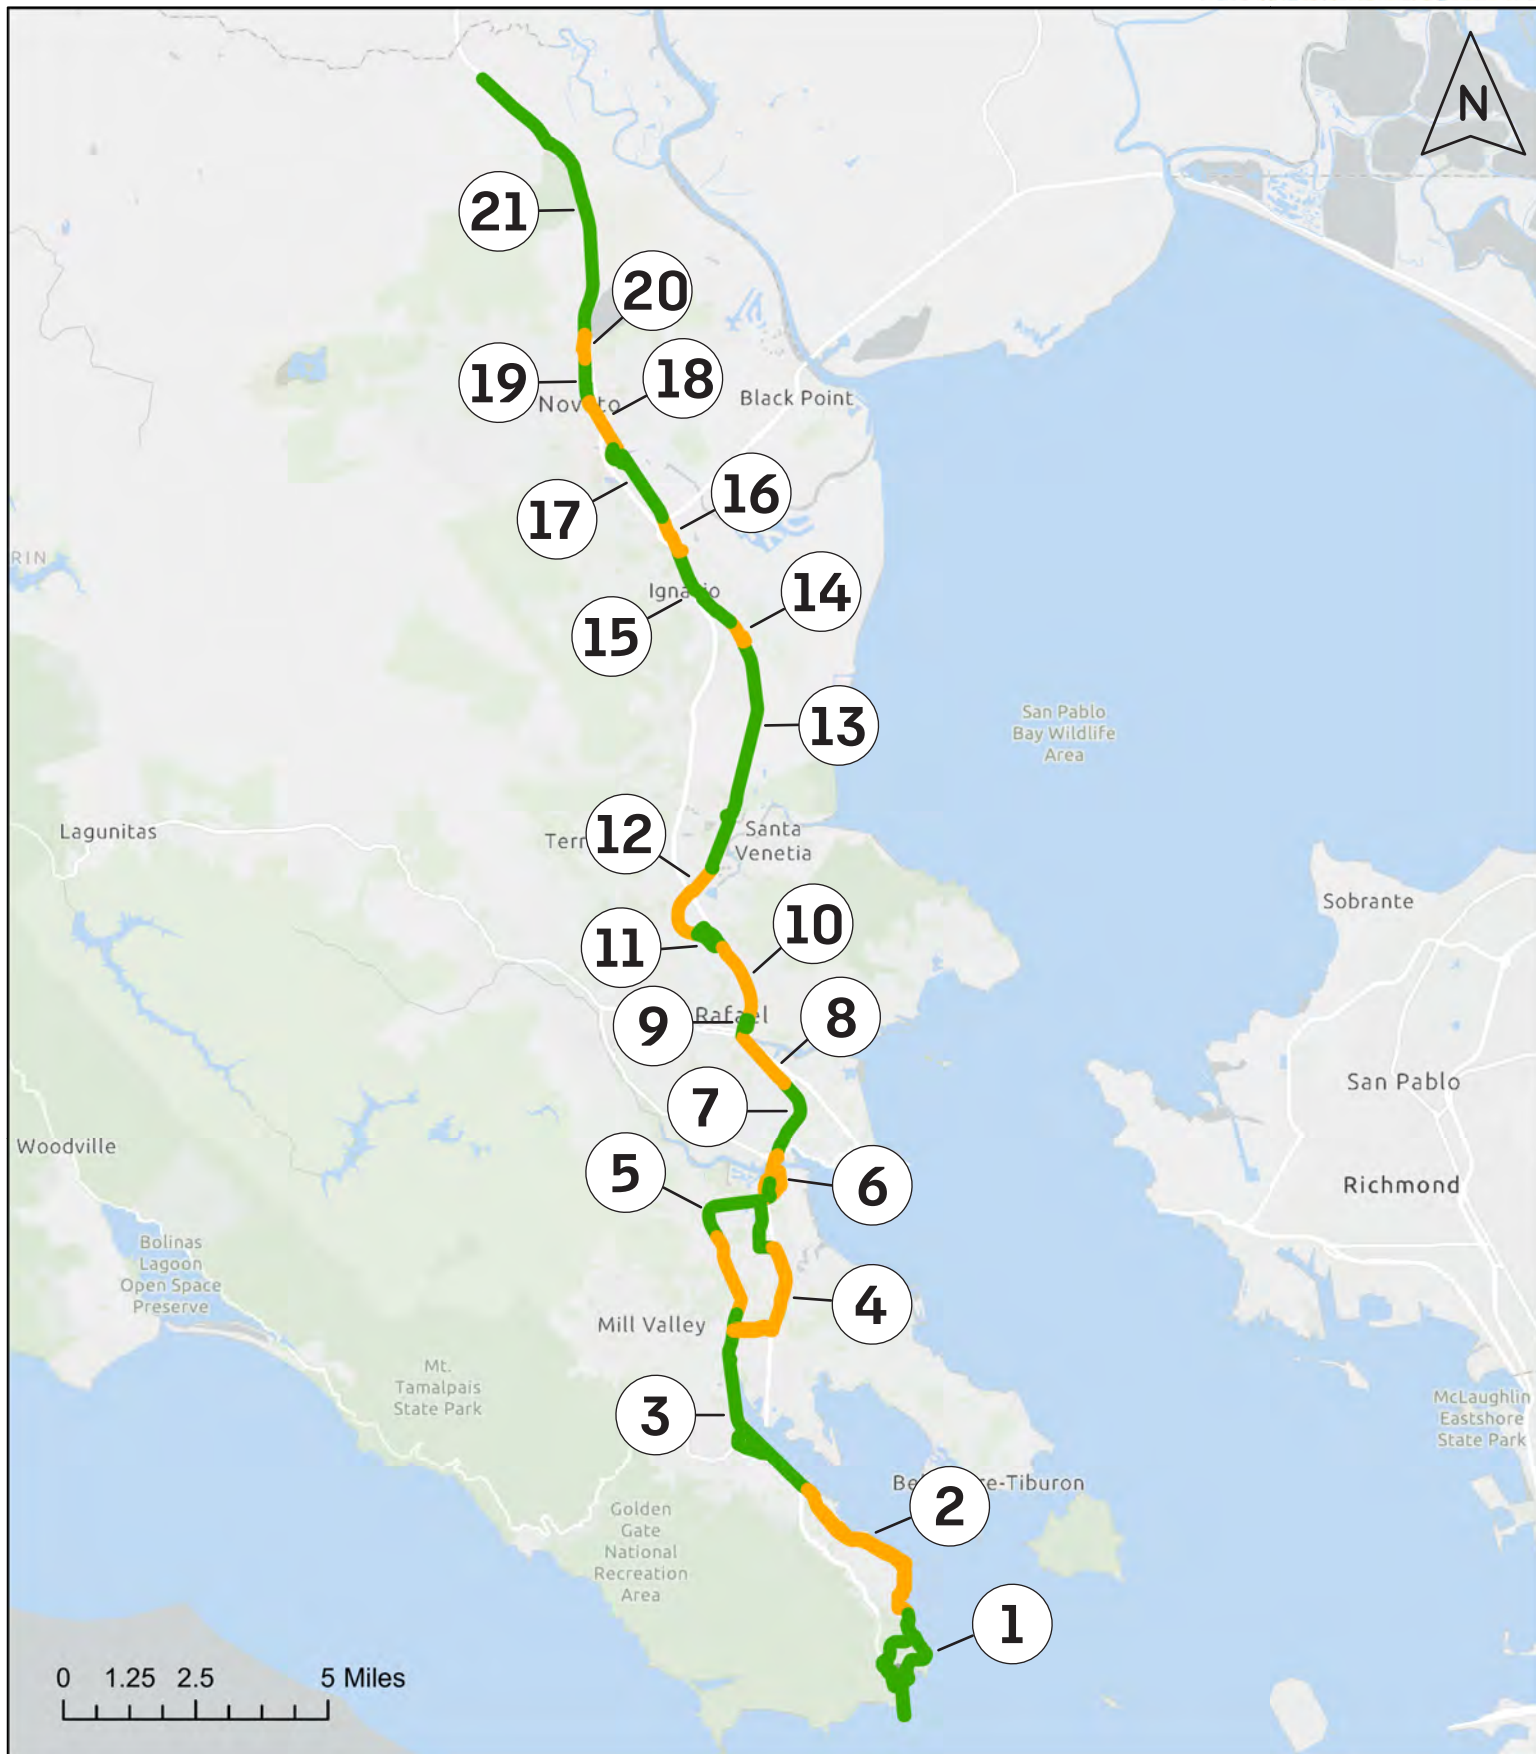 N
21
20
19
18
Black Point
16
17
RIN
14
15
13
San Pablo
Bay Wildlife
Area
Lagunitas
12
Santa
Venetia
Sobrante
10
11
9
8
San Pablo
7
Woodville
5
6
Richmond
Bolinas
Lagoon
Open Space
Preserve
4
Mill Valley
Mt.
Tamalpais
State Park
3
McLaughlin
Eastshore
State Park
2
Golden
Gate
National
Recreation
Area
1
0 1.25 2.5 5 Miles